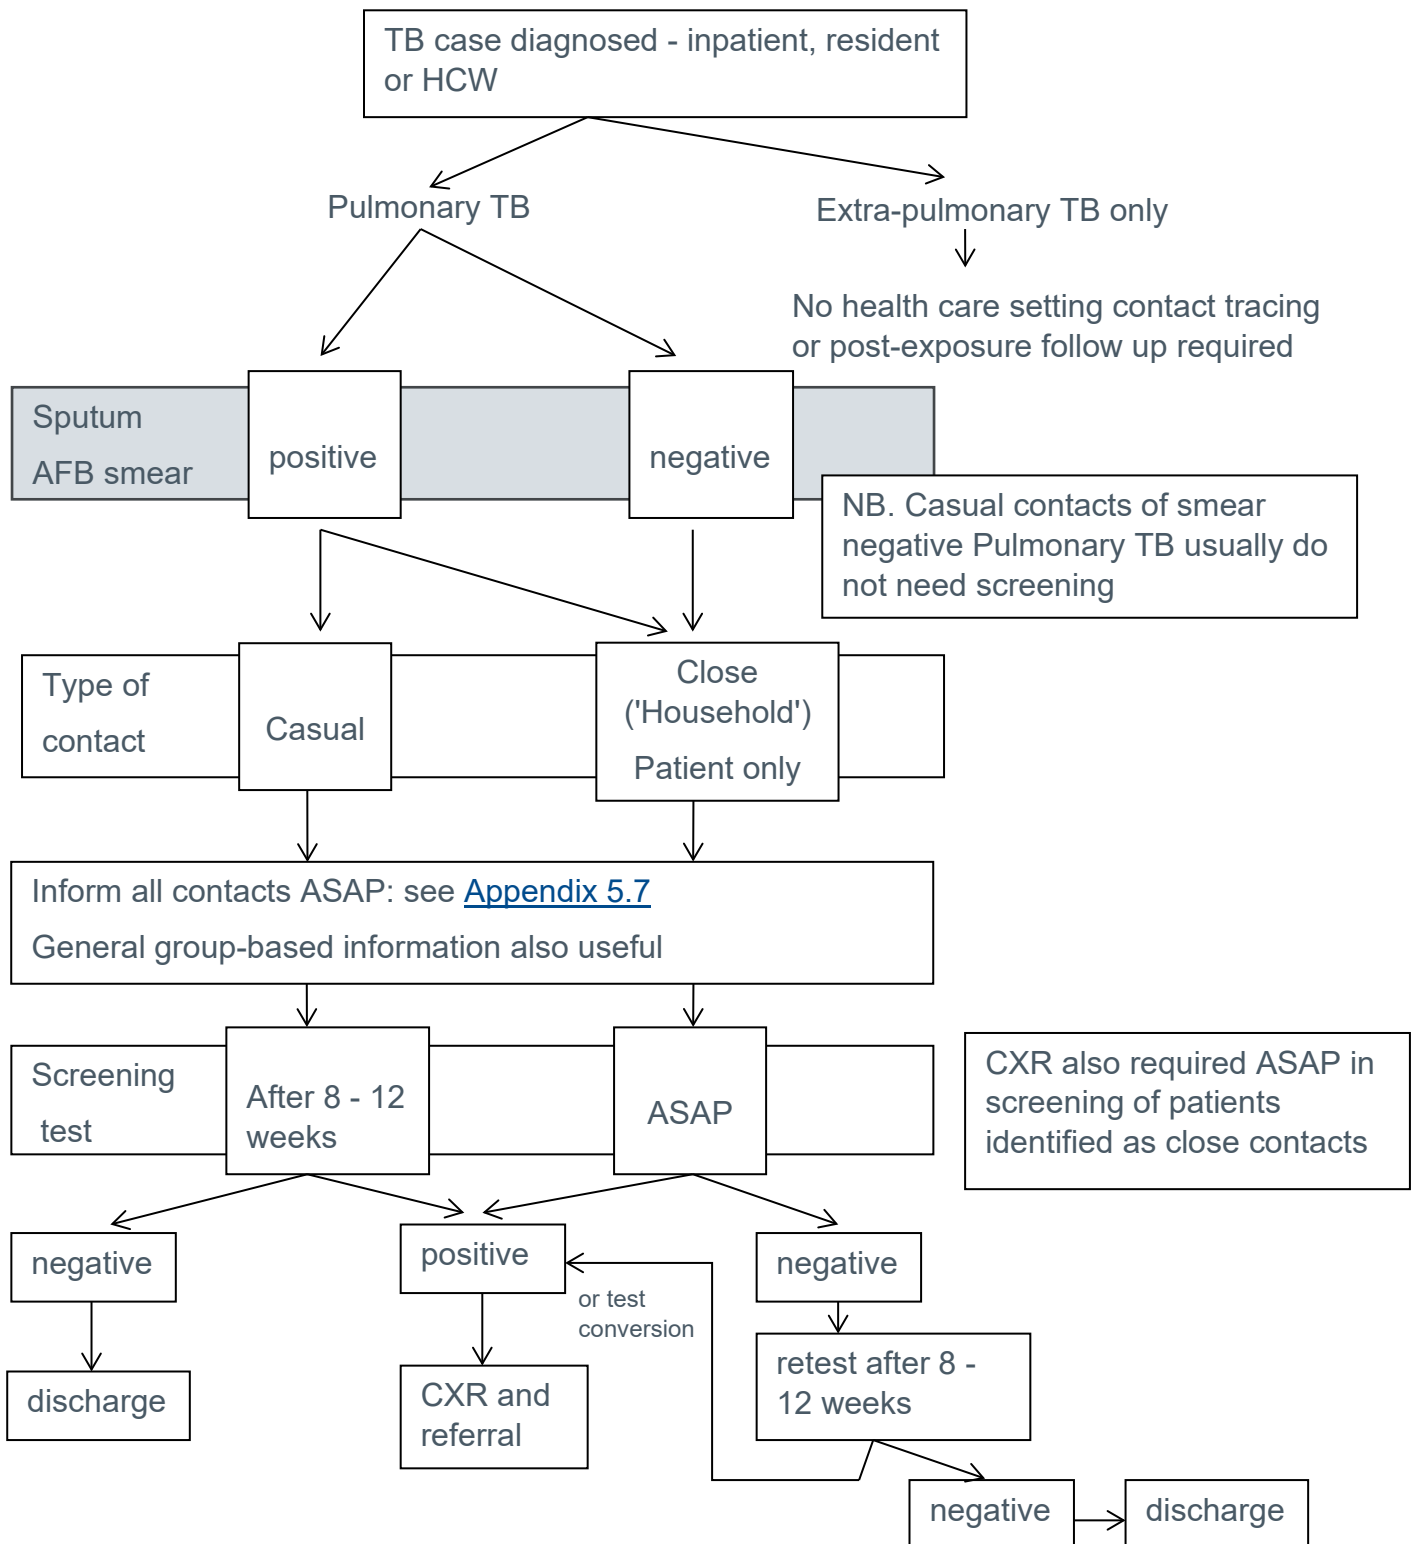 TB case diagnosed - inpatient, resident
or HCW
Pulmonary TB
Extra-pulmonary TB only
No health care setting contact tracing
or post-exposure follow up required
Sputum
AFB smear
positive
negative
NB. Casual contacts of smear
negative Pulmonary TB usually do
not need screening
Type of
contact
Casual
Close
('Household')
Patient only
Inform all contacts ASAP: see Appendix 5.7
General group-based information also useful
Screening
test
After 8 - 12
weeks
ASAP
CXR also required ASAP in
screening of patients
identified as close contacts
negative
positive
negative
or test
conversion
discharge
CXR and
referral
retest after 8 -
12 weeks
negative
discharge